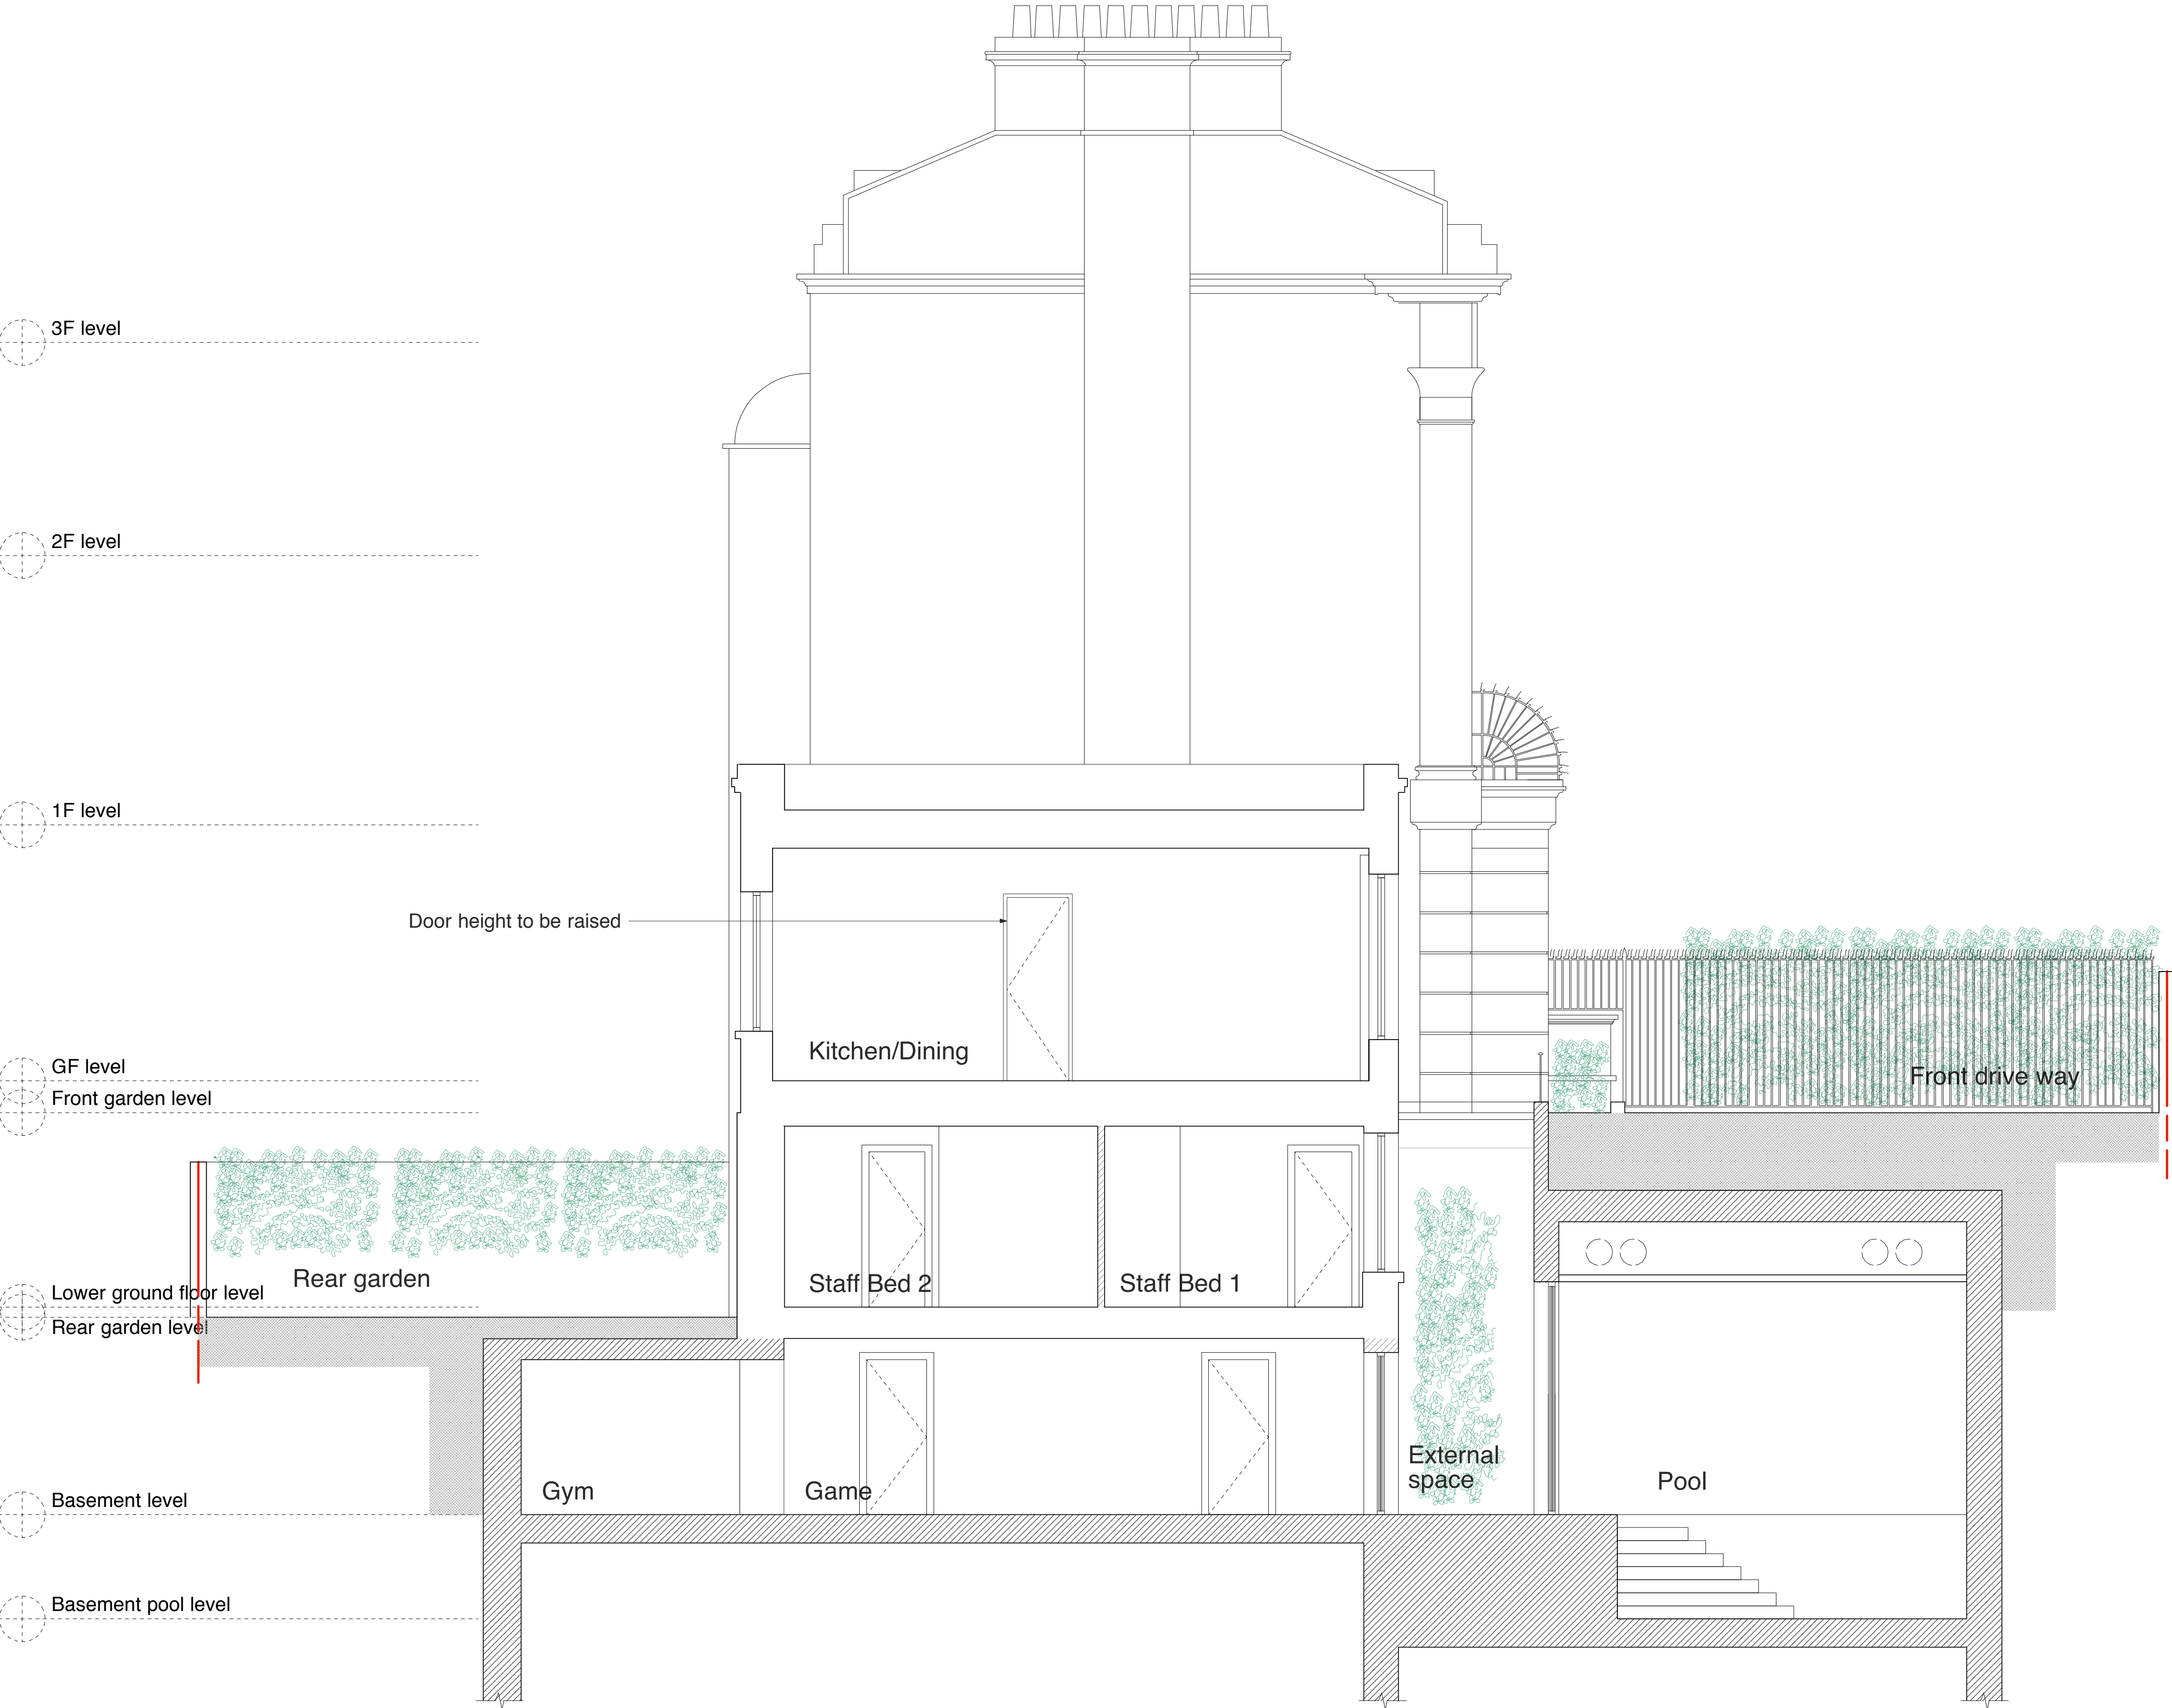 3F level
2F level
1F level
Door height to be raised
Kitchen/Dining
GF level
Front drive way
Front garden level
Rear garden
Staff Bed 2
Staff Bed 1
Lower ground floor level
Rear garden level
External
space
Pool
Gym
Game
Basement level
Basement pool level